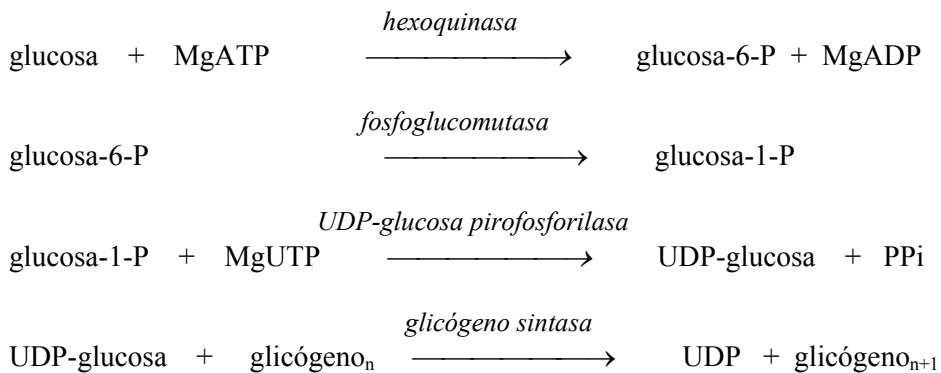 hexoquinasa
glucosa + MgATP ⟶ glucosa-6-P + MgADP
fosfoglucomutasa
glucosa-6-P ⟶ glucosa-1-P
UDP-glucosa pirofosforilasa
glucosa-1-P + MgUTP ⟶ UDP-glucosa + PPi
glicógeno sintasa
UDP-glucosa + glicógenoₙ ⟶ UDP + glicógenoₙ₊₁